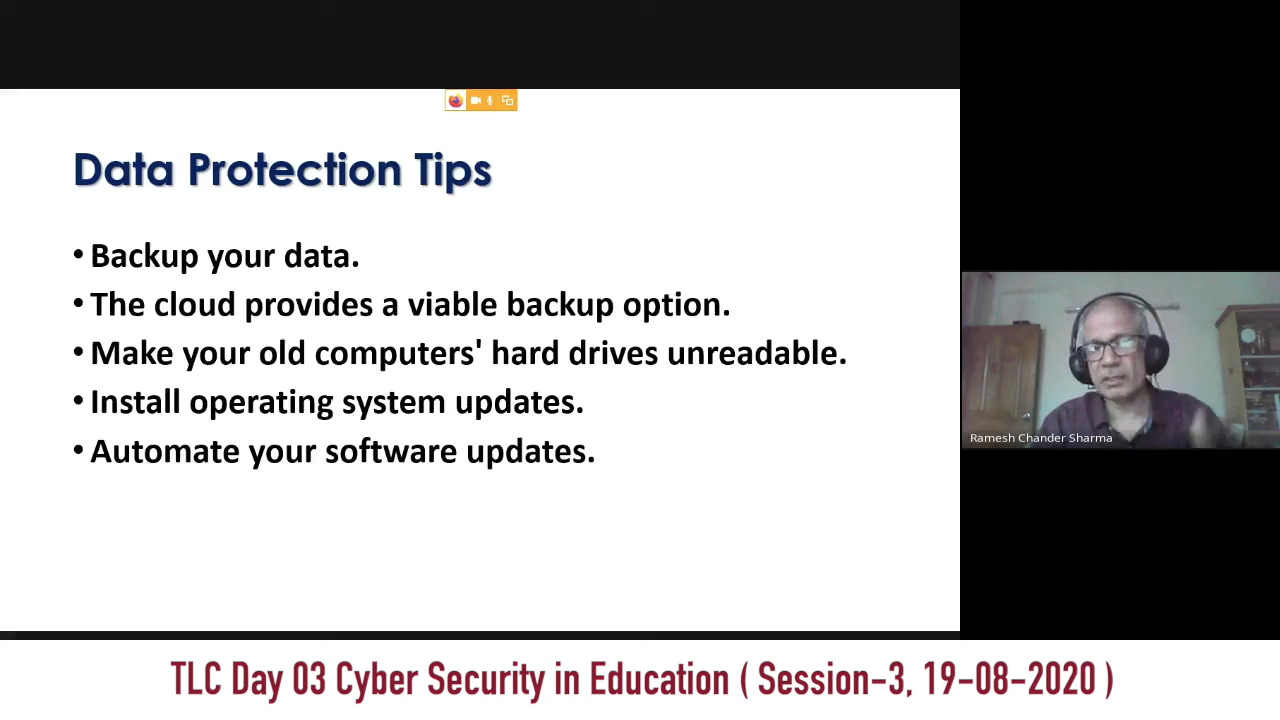 Data Protection Tips
• Backup your data.
• The cloud provides a viable backup option.
• Make your old computers' hard drives unreadable.
• Install operating system updates.
• Automate your software updates.
Ramesh Chander Sharma
TLC Day 03 Cyber Security in Education ( Session-3, 19-08-2020 )